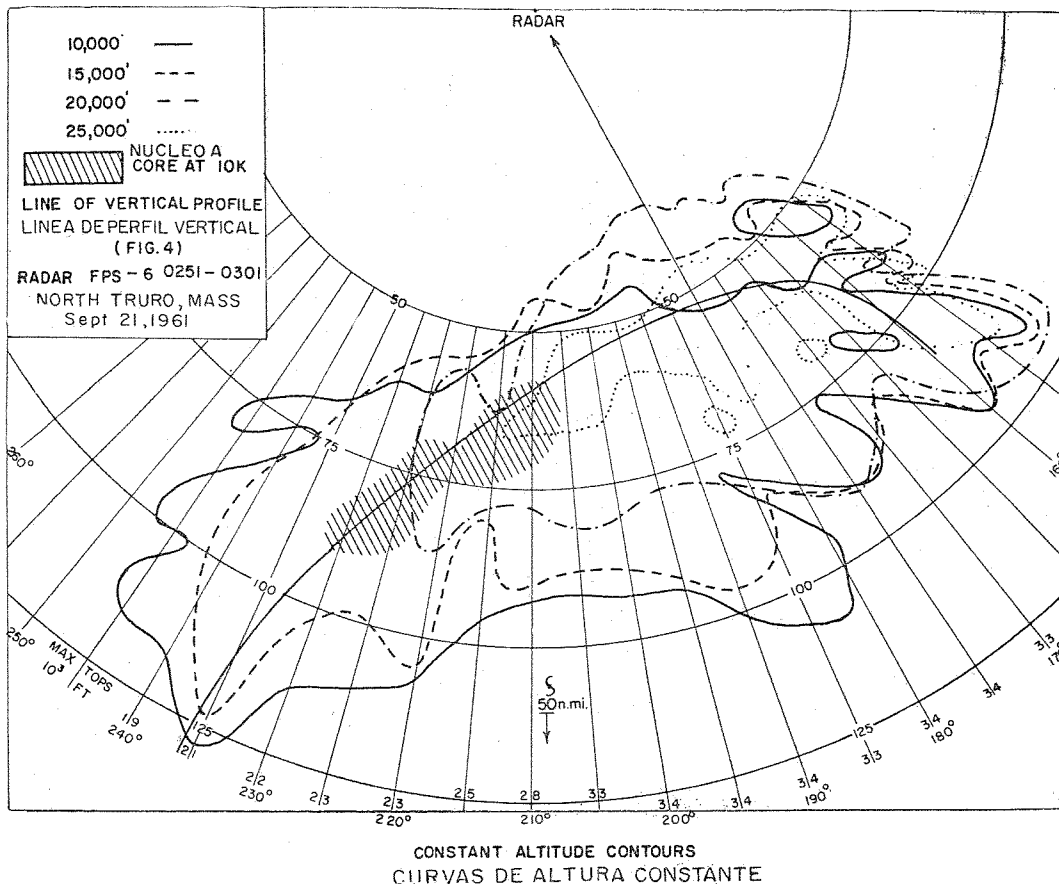 RADAR
10,000'
15,000'
20,000'
25,000'
NUCLEO A
CORE AT 10K
LINE OF VERTICAL PROFILE
LINEA DE PERFIL VERTICAL
(FIG. 4)
RADAR FPS-6 0251-0301
NORTH TRURO, MASS
Sept 21, 1961
50
50
75
75
100
100
125
125
260°
250°
MAX TOPS
10³ FT
19
240°
21
22
230°
23
23
220°
25
28
210°
33
34
200°
34
34
190°
33
34
180°
34
33
170°
160°
S
50 n.mi.
CONSTANT ALTITUDE CONTOURS
CURVAS DE ALTURA CONSTANTE